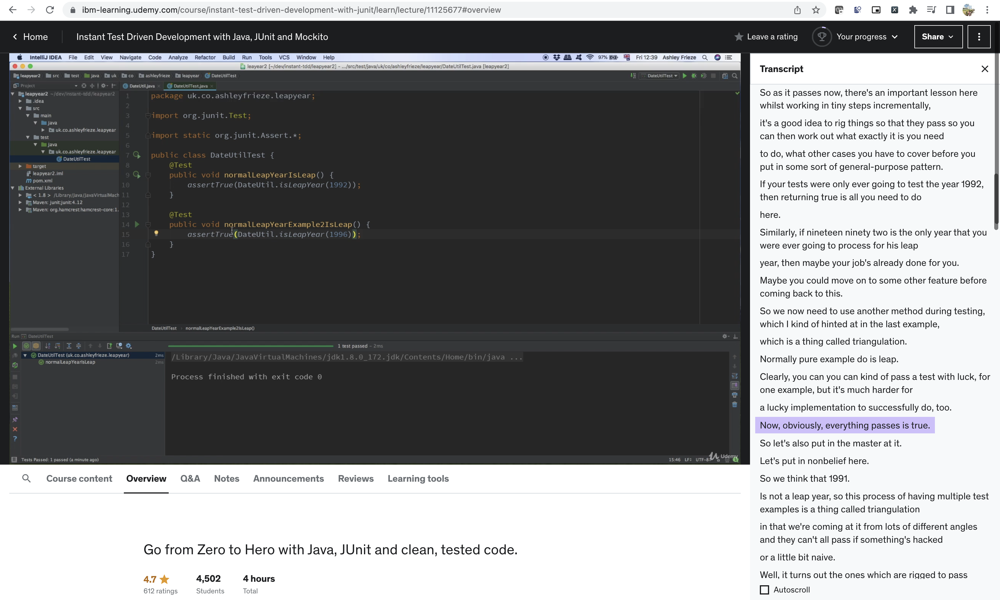 ibm-learning.udemy.com/course/instant-test-driven-development-with-junit/learn/lecture/11125677#overview
Home
Instant Test Driven Development with Java, JUnit and Mockito
Leave a rating
Your progress
Share
IntelliJ IDEA File Edit View Navigate Code Analyze Refactor Build Run Tools VCS Window Help
97%
Fri 12:39 Ashley Frieze
leayear2 [~/dev/instant-tdd/leapyear2] - .../src/test/java/uk/co/ashleyfrieze/leapyear/DateUtilTest.java [leapyear2]
leapyear2 src test java uk co ashleyfrieze leapyear DateUtilTest
DateUtilTest
Project
DateUtil.java
DateUtilTest.java
leapyear2 ~/dev/instant-tdd/leapyear2
.idea
src
main
java
uk.co.ashleyfrieze.leapyear
test
java
uk.co.ashleyfrieze.leapyear
DateUtilTest
target
leapyear2.iml
pom.xml
External Libraries
< 1.8 > /Library/Java/JavaVirtualMach
Maven: junit:junit:4.12
Maven: org.hamcrest:hamcrest-core:1.
1 package uk.co.ashleyfrieze.leapyear;
2
3 import org.junit.Test;
4
5 import static org.junit.Assert.*;
6
7 public class DateUtilTest {
8 @Test
9 public void normalLeapYearIsLeap() {
10 assertTrue(DateUtil.isLeapYear(1992));
11 }
12
13 @Test
14 public void normalLeapYearExample2IsLeap() {
15 assertTrue(DateUtil.isLeapYear(1996));
16 }
17 }
DateUtilTest normalLeapYearExample2IsLeap()
Run DateUtilTest
1 test passed – 2ms
DateUtilTest (uk.co.ashleyfrieze.leapyear) 2ms
normalLeapYearIsLeap 2ms
/Library/Java/JavaVirtualMachines/jdk1.8.0_172.jdk/Contents/Home/bin/java ...
Process finished with exit code 0
Tests Passed: 1 passed (a minute ago)
15:46 LF÷ UTF-8÷
Udemy
Transcript
So as it passes now, there's an important lesson here
whilst working in tiny steps incrementally,
it's a good idea to rig things so that they pass so you
can then work out what exactly it is you need
to do, what other cases you have to cover before you
put in some sort of general-purpose pattern.
If your tests were only ever going to test the year 1992,
then returning true is all you need to do
here.
Similarly, if nineteen ninety two is the only year that you
were ever going to process for his leap
year, then maybe your job's already done for you.
Maybe you could move on to some other feature before
coming back to this.
So we now need to use another method during testing,
which I kind of hinted at in the last example,
which is a thing called triangulation.
Normally pure example do is leap.
Clearly, you can you can kind of pass a test with luck, for
one example, but it's much harder for
a lucky implementation to successfully do, too.
Now, obviously, everything passes is true.
So let's also put in the master at it.
Let's put in nonbelief here.
So we think that 1991.
Is not a leap year, so this process of having multiple test
examples is a thing called triangulation
in that we're coming at it from lots of different angles
and they can't all pass if something's hacked
or a little bit naive.
Well, it turns out the ones which are rigged to pass
Autoscroll
Course content
Overview
Q&A
Notes
Announcements
Reviews
Learning tools
Go from Zero to Hero with Java, JUnit and clean, tested code.
4.7
612 ratings
4,502
Students
4 hours
Total